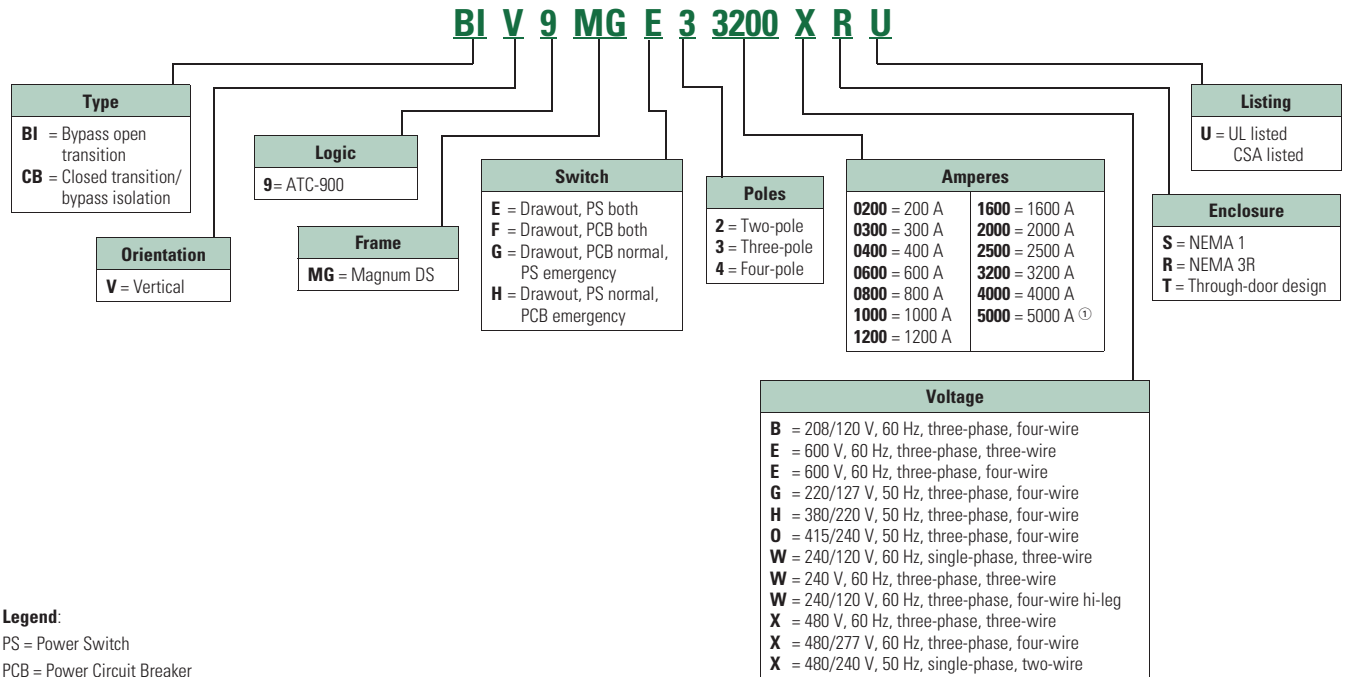 BI V 9 MG E 3 3200 X R U
Type
BI = Bypass open
transition
CB = Closed transition/
bypass isolation
Orientation
V = Vertical
Logic
9= ATC-900
Frame
MG = Magnum DS
Switch
E = Drawout, PS both
F = Drawout, PCB both
G = Drawout, PCB normal,
PS emergency
H = Drawout, PS normal,
PCB emergency
Poles
2 = Two-pole
3 = Three-pole
4 = Four-pole
Amperes
0200 = 200 A
0300 = 300 A
0400 = 400 A
0600 = 600 A
0800 = 800 A
1000 = 1000 A
1200 = 1200 A
1600 = 1600 A
2000 = 2000 A
2500 = 2500 A
3200 = 3200 A
4000 = 4000 A
5000 = 5000 A ①
Listing
U = UL listed
CSA listed
Enclosure
S = NEMA 1
R = NEMA 3R
T = Through-door design
Voltage
B = 208/120 V, 60 Hz, three-phase, four-wire
E = 600 V, 60 Hz, three-phase, three-wire
E = 600 V, 60 Hz, three-phase, four-wire
G = 220/127 V, 50 Hz, three-phase, four-wire
H = 380/220 V, 50 Hz, three-phase, four-wire
O = 415/240 V, 50 Hz, three-phase, four-wire
W = 240/120 V, 60 Hz, single-phase, three-wire
W = 240 V, 60 Hz, three-phase, three-wire
W = 240/120 V, 60 Hz, three-phase, four-wire hi-leg
X = 480 V, 60 Hz, three-phase, three-wire
X = 480/277 V, 60 Hz, three-phase, four-wire
X = 480/240 V, 50 Hz, single-phase, two-wire
Legend:
PS = Power Switch
PCB = Power Circuit Breaker